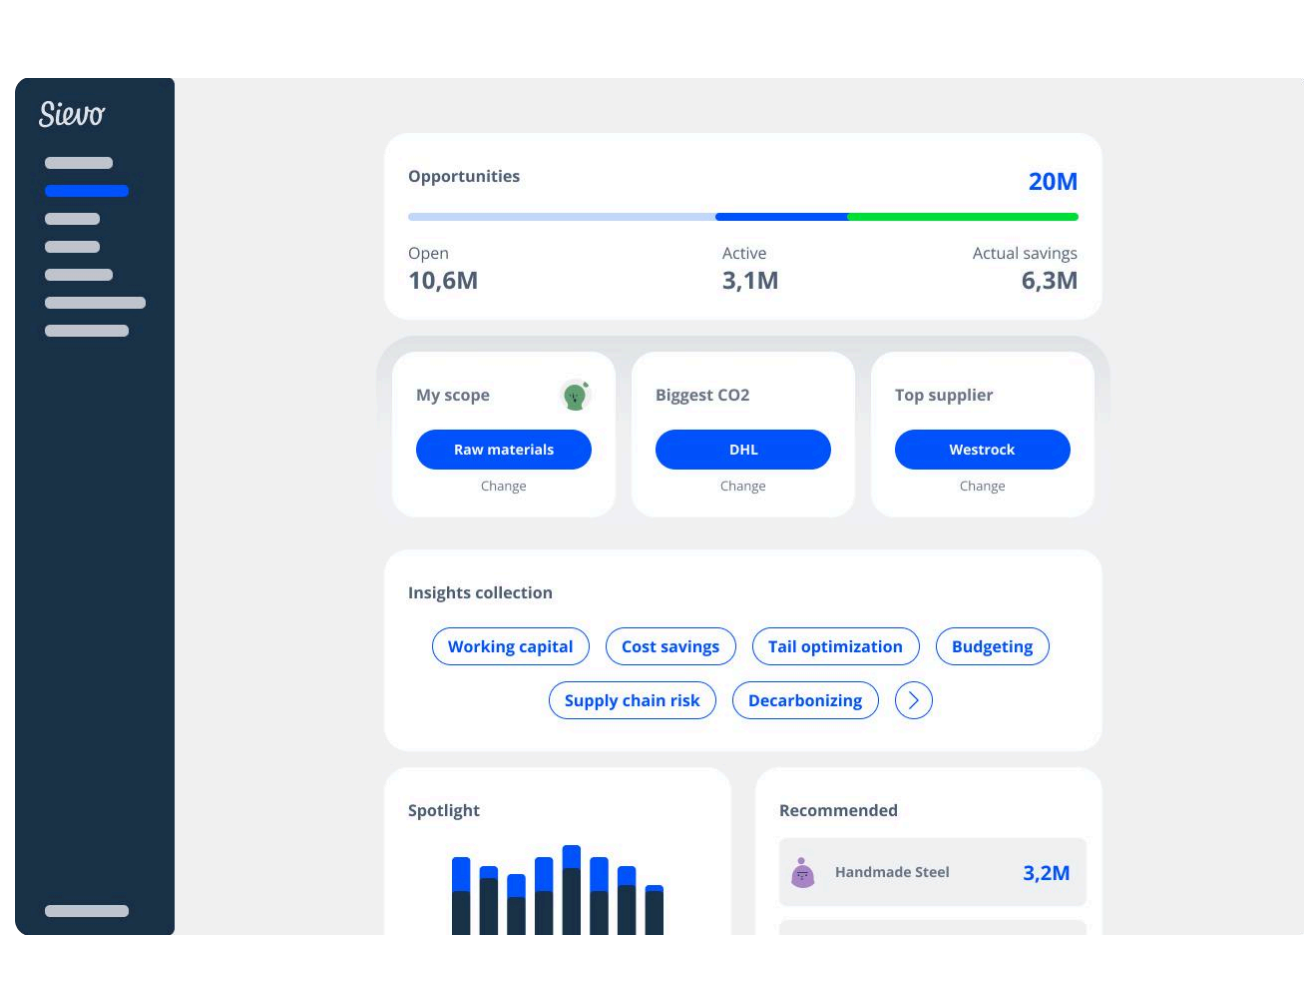 Sievo
Opportunities
20M
Open
Active
Actual savings
10,6M
3,1M
6,3M
My scope
Raw materials
Change
Biggest CO2
DHL
Change
Top supplier
Westrock
Change
Insights collection
Working capital
Cost savings
Tail optimization
Budgeting
Supply chain risk
Decarbonizing
Spotlight
Recommended
Handmade Steel
3,2M